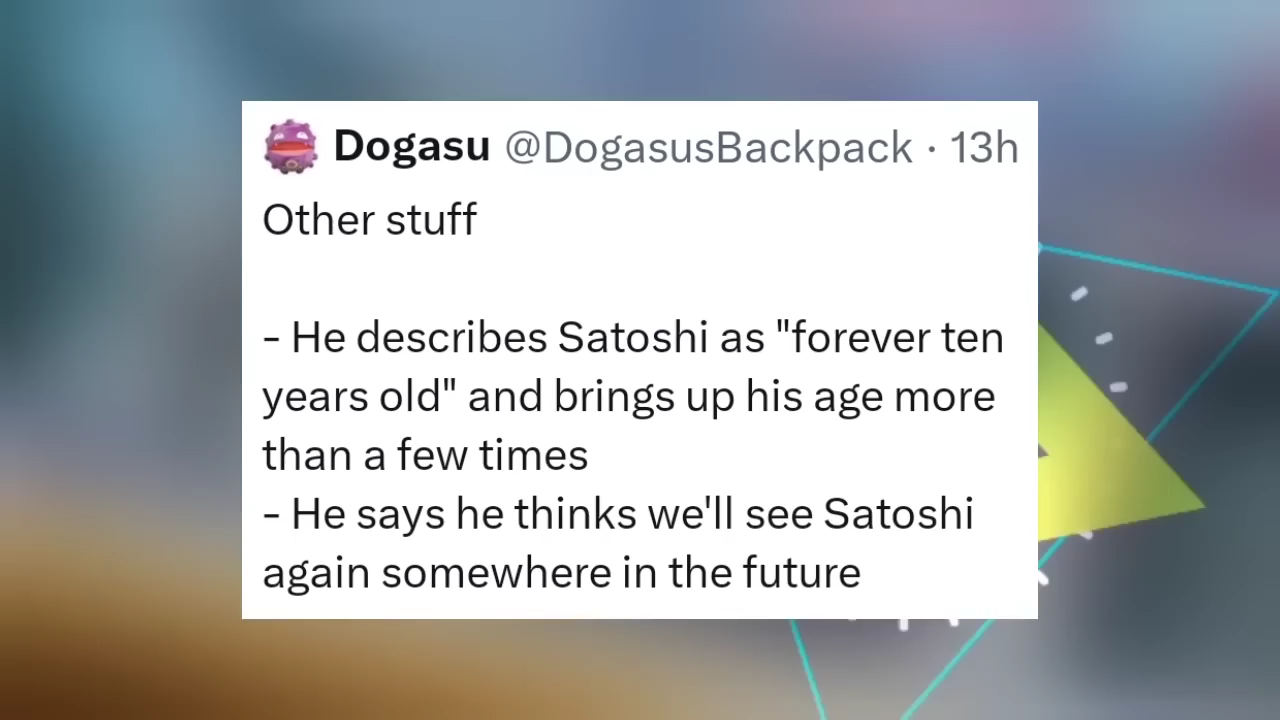 Dogasu @DogasusBackpack · 13h
Other stuff
- He describes Satoshi as "forever ten
years old" and brings up his age more
than a few times
- He says he thinks we'll see Satoshi
again somewhere in the future